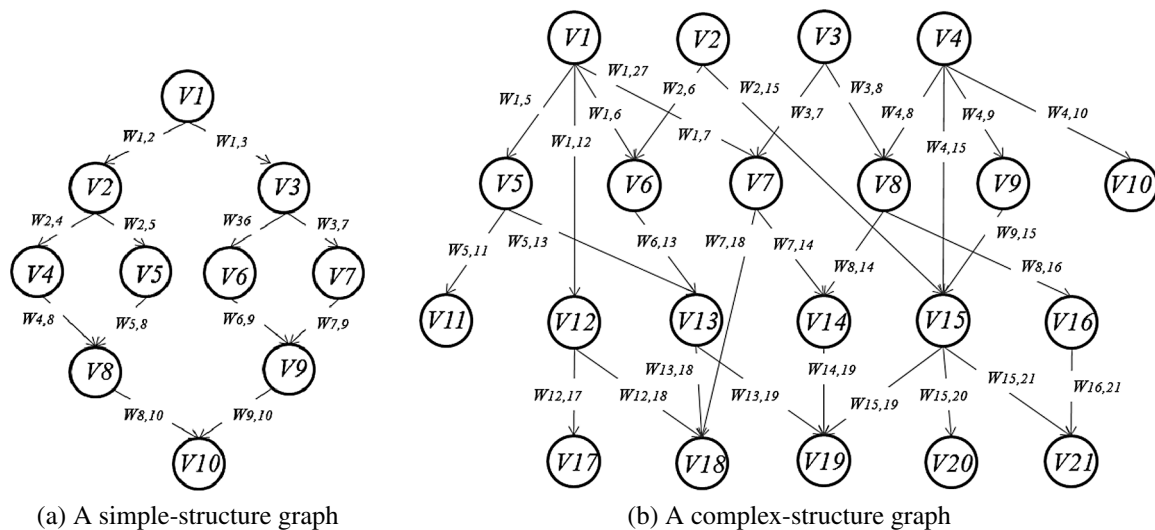 V1
W1,2
W1,3
V2
V3
W2,4
W2,5
W36
W3,7
V4
V5
V6
V7
W4,8
W5,8
W6,9
W7,9
V8
V9
W8,10
W9,10
V10
(a) A simple-structure graph
V1
V2
V3
V4
W1,27
W1,5
W1,6
W2,6
W2,15
W3,8
W4,8
W4,9
W4,10
W1,12
W1,7
W3,7
W4,15
V5
V6
V7
V8
V9
V10
W5,11
W5,13
W6,13
W7,18
W7,14
W8,14
W9,15
W8,16
V11
V12
V13
V14
V15
V16
W12,17
W12,18
W13,18
W13,19
W14,19
W15,19
W15,20
W15,21
W16,21
V17
V18
V19
V20
V21
(b) A complex-structure graph